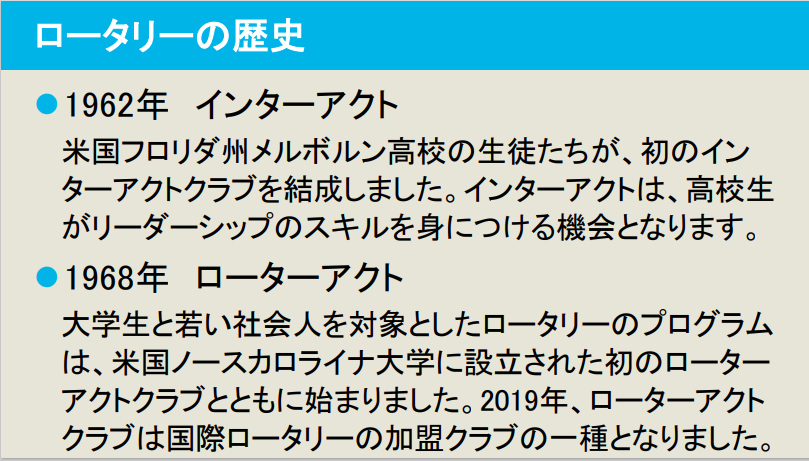 ロータリーの歴史
●1962年　インターアクト
米国フロリダ州メルボルン高校の生徒たちが、初のイン
ターアクトクラブを結成しました。インターアクトは、高校生
がリーダーシップのスキルを身につける機会となります。
●1968年　ローターアクト
大学生と若い社会人を対象としたロータリーのプログラム
は、米国ノースカロライナ大学に設立された初のローター
アクトクラブとともに始まりました。2019年、ローターアクト
クラブは国際ロータリーの加盟クラブの一種となりました。